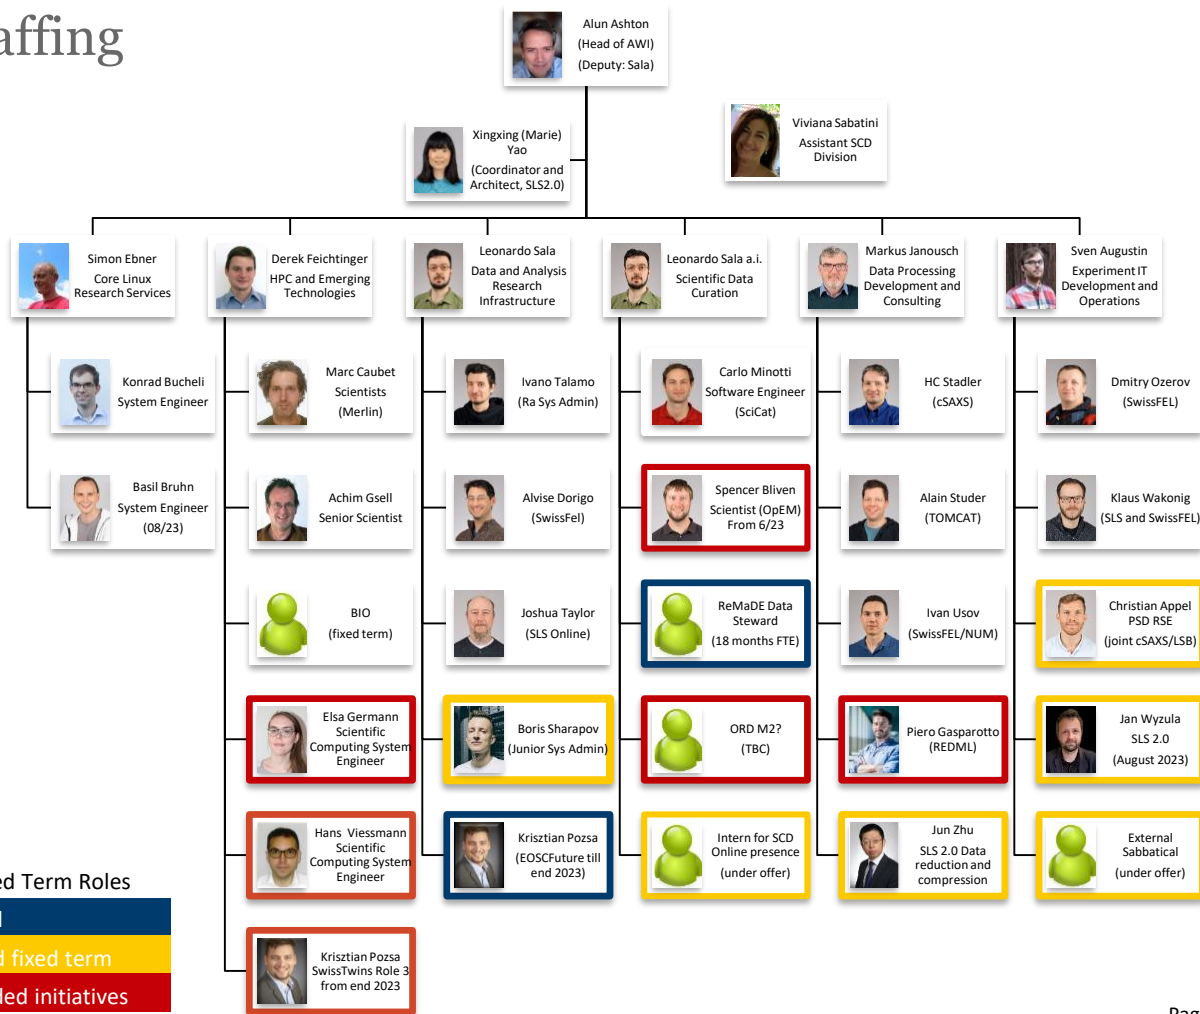 affing
Alun Ashton
(Head of AWI)
(Deputy: Sala)
Xingxing (Marie)
Yao
(Coordinator and
Architect, SLS2.0)
Viviana Sabatini
Assistant SCD
Division
Simon Ebner
Core Linux
Research Services
Derek Feichtinger
HPC and Emerging
Technologies
Leonardo Sala
Data and Analysis
Research
Infrastructure
Leonardo Sala a.i.
Scientific Data
Curation
Markus Janousch
Data Processing
Development and
Consulting
Sven Augustin
Experiment IT
Development and
Operations
Konrad Bucheli
System Engineer
Marc Caubet
Scientists
(Merlin)
Ivano Talamo
(Ra Sys Admin)
Carlo Minotti
Software Engineer
(SciCat)
HC Stadler
(cSAXS)
Dmitry Ozerov
(SwissFEL)
Basil Bruhn
System Engineer
(08/23)
Achim Gsell
Senior Scientist
Alvise Dorigo
(SwissFel)
Spencer Bliven
Scientist (OpEM)
From 6/23
Alain Studer
(TOMCAT)
Klaus Wakonig
(SLS and SwissFEL)
BIO
(fixed term)
Joshua Taylor
(SLS Online)
ReMaDE Data
Steward
(18 months FTE)
Ivan Usov
(SwissFEL/NUM)
Christian Appel
PSD RSE
(joint cSAXS/LSB)
Elsa Germann
Scientific
Computing System
Engineer
Boris Sharapov
(Junior Sys Admin)
ORD M2?
(TBC)
Piero Gasparotto
(REDML)
Jan Wyzula
SLS 2.0
(August 2023)
Hans Viessmann
Scientific
Computing System
Engineer
Krisztian Pozsa
(EOSCFuture till
end 2023)
Intern for SCD
Online presence
(under offer)
Jun Zhu
SLS 2.0 Data
reduction and
compression
External
Sabbatical
(under offer)
Krisztian Pozsa
SwissTwins Role 3
from end 2023
ed Term Roles
d fixed term
ded initiatives
Pag